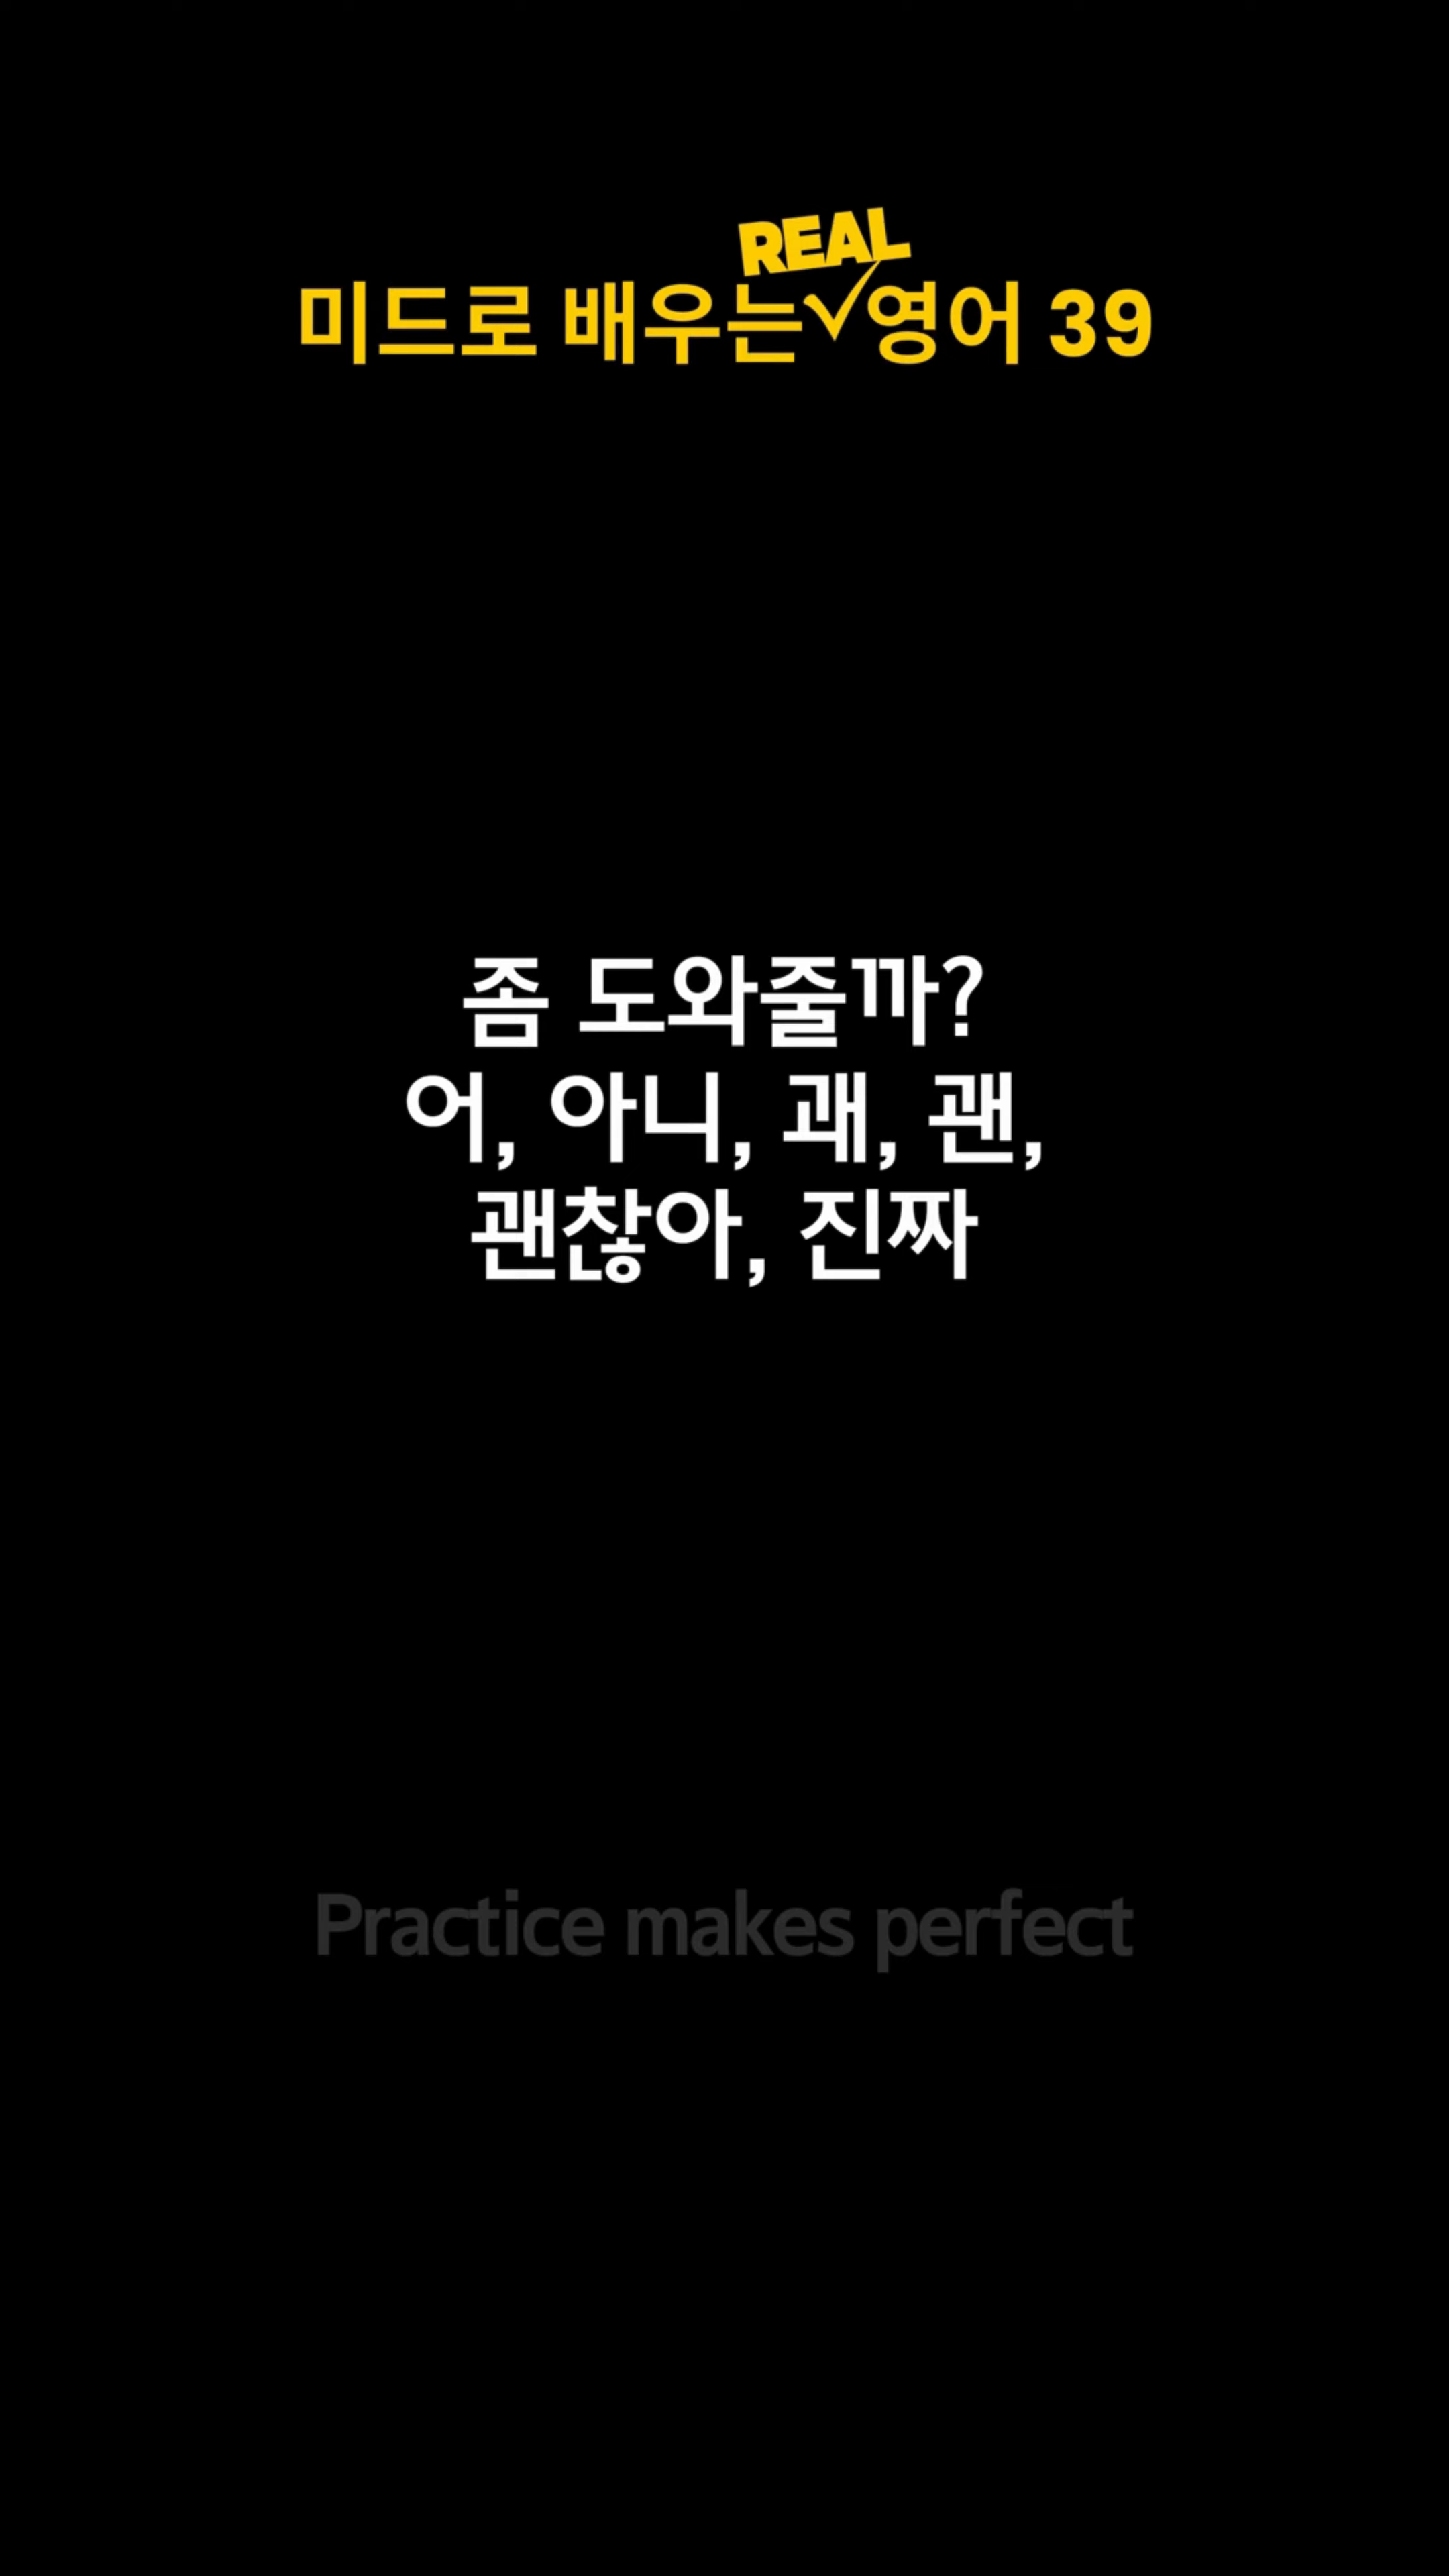 REAL
미드로 배우는 영어 39
좀 도와줄까?
어, 아니, 괘, 괜,
괜찮아, 진짜
Practice makes perfect